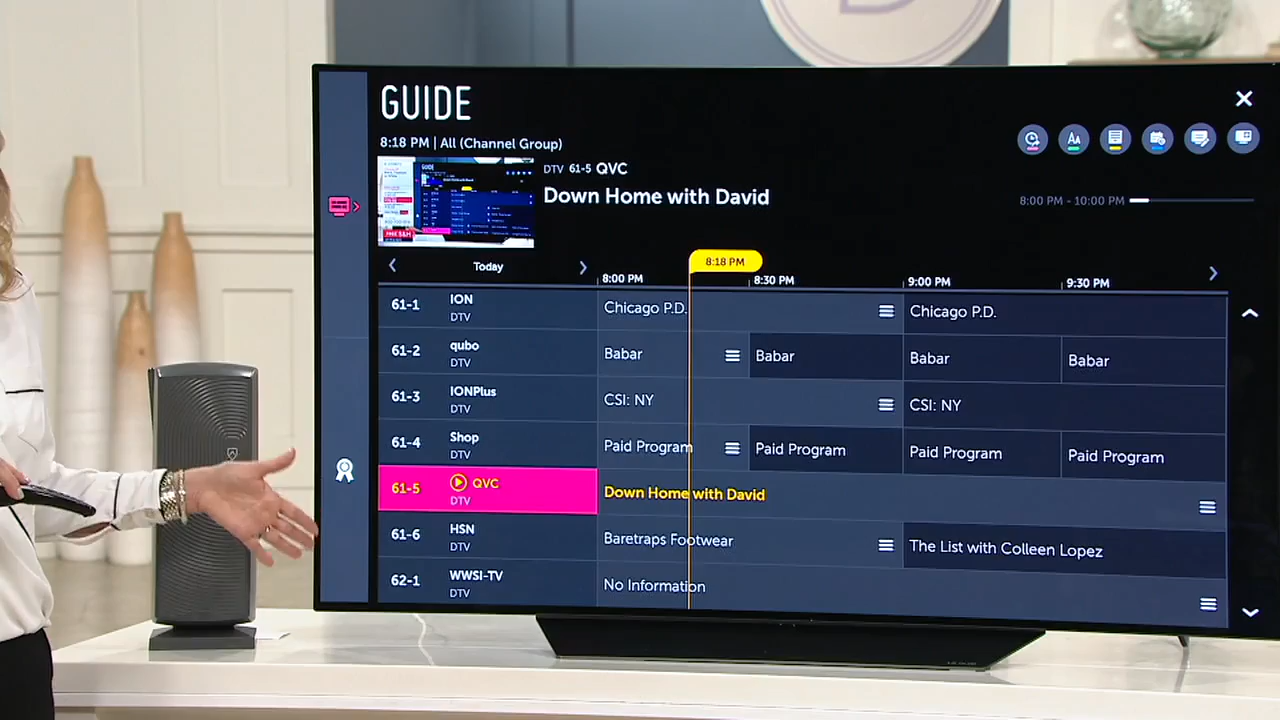 GUIDE
8:18 PM | All (Channel Group)
DTV 61-5 QVC
Down Home with David
8:00 PM - 10:00 PM
Today
8:18 PM
8:00 PM 8:30 PM 9:00 PM 9:30 PM
61-1 ION Chicago P.D. Chicago P.D.
DTV
61-2 qubo Babar Babar Babar Babar
DTV
61-3 IONPlus CSI: NY CSI: NY
DTV
61-4 Shop Paid Program Paid Program Paid Program Paid Program
DTV
61-5 QVC Down Home with David
DTV
61-6 HSN Baretraps Footwear The List with Colleen Lopez
DTV
62-1 WWSI-TV No Information
DTV